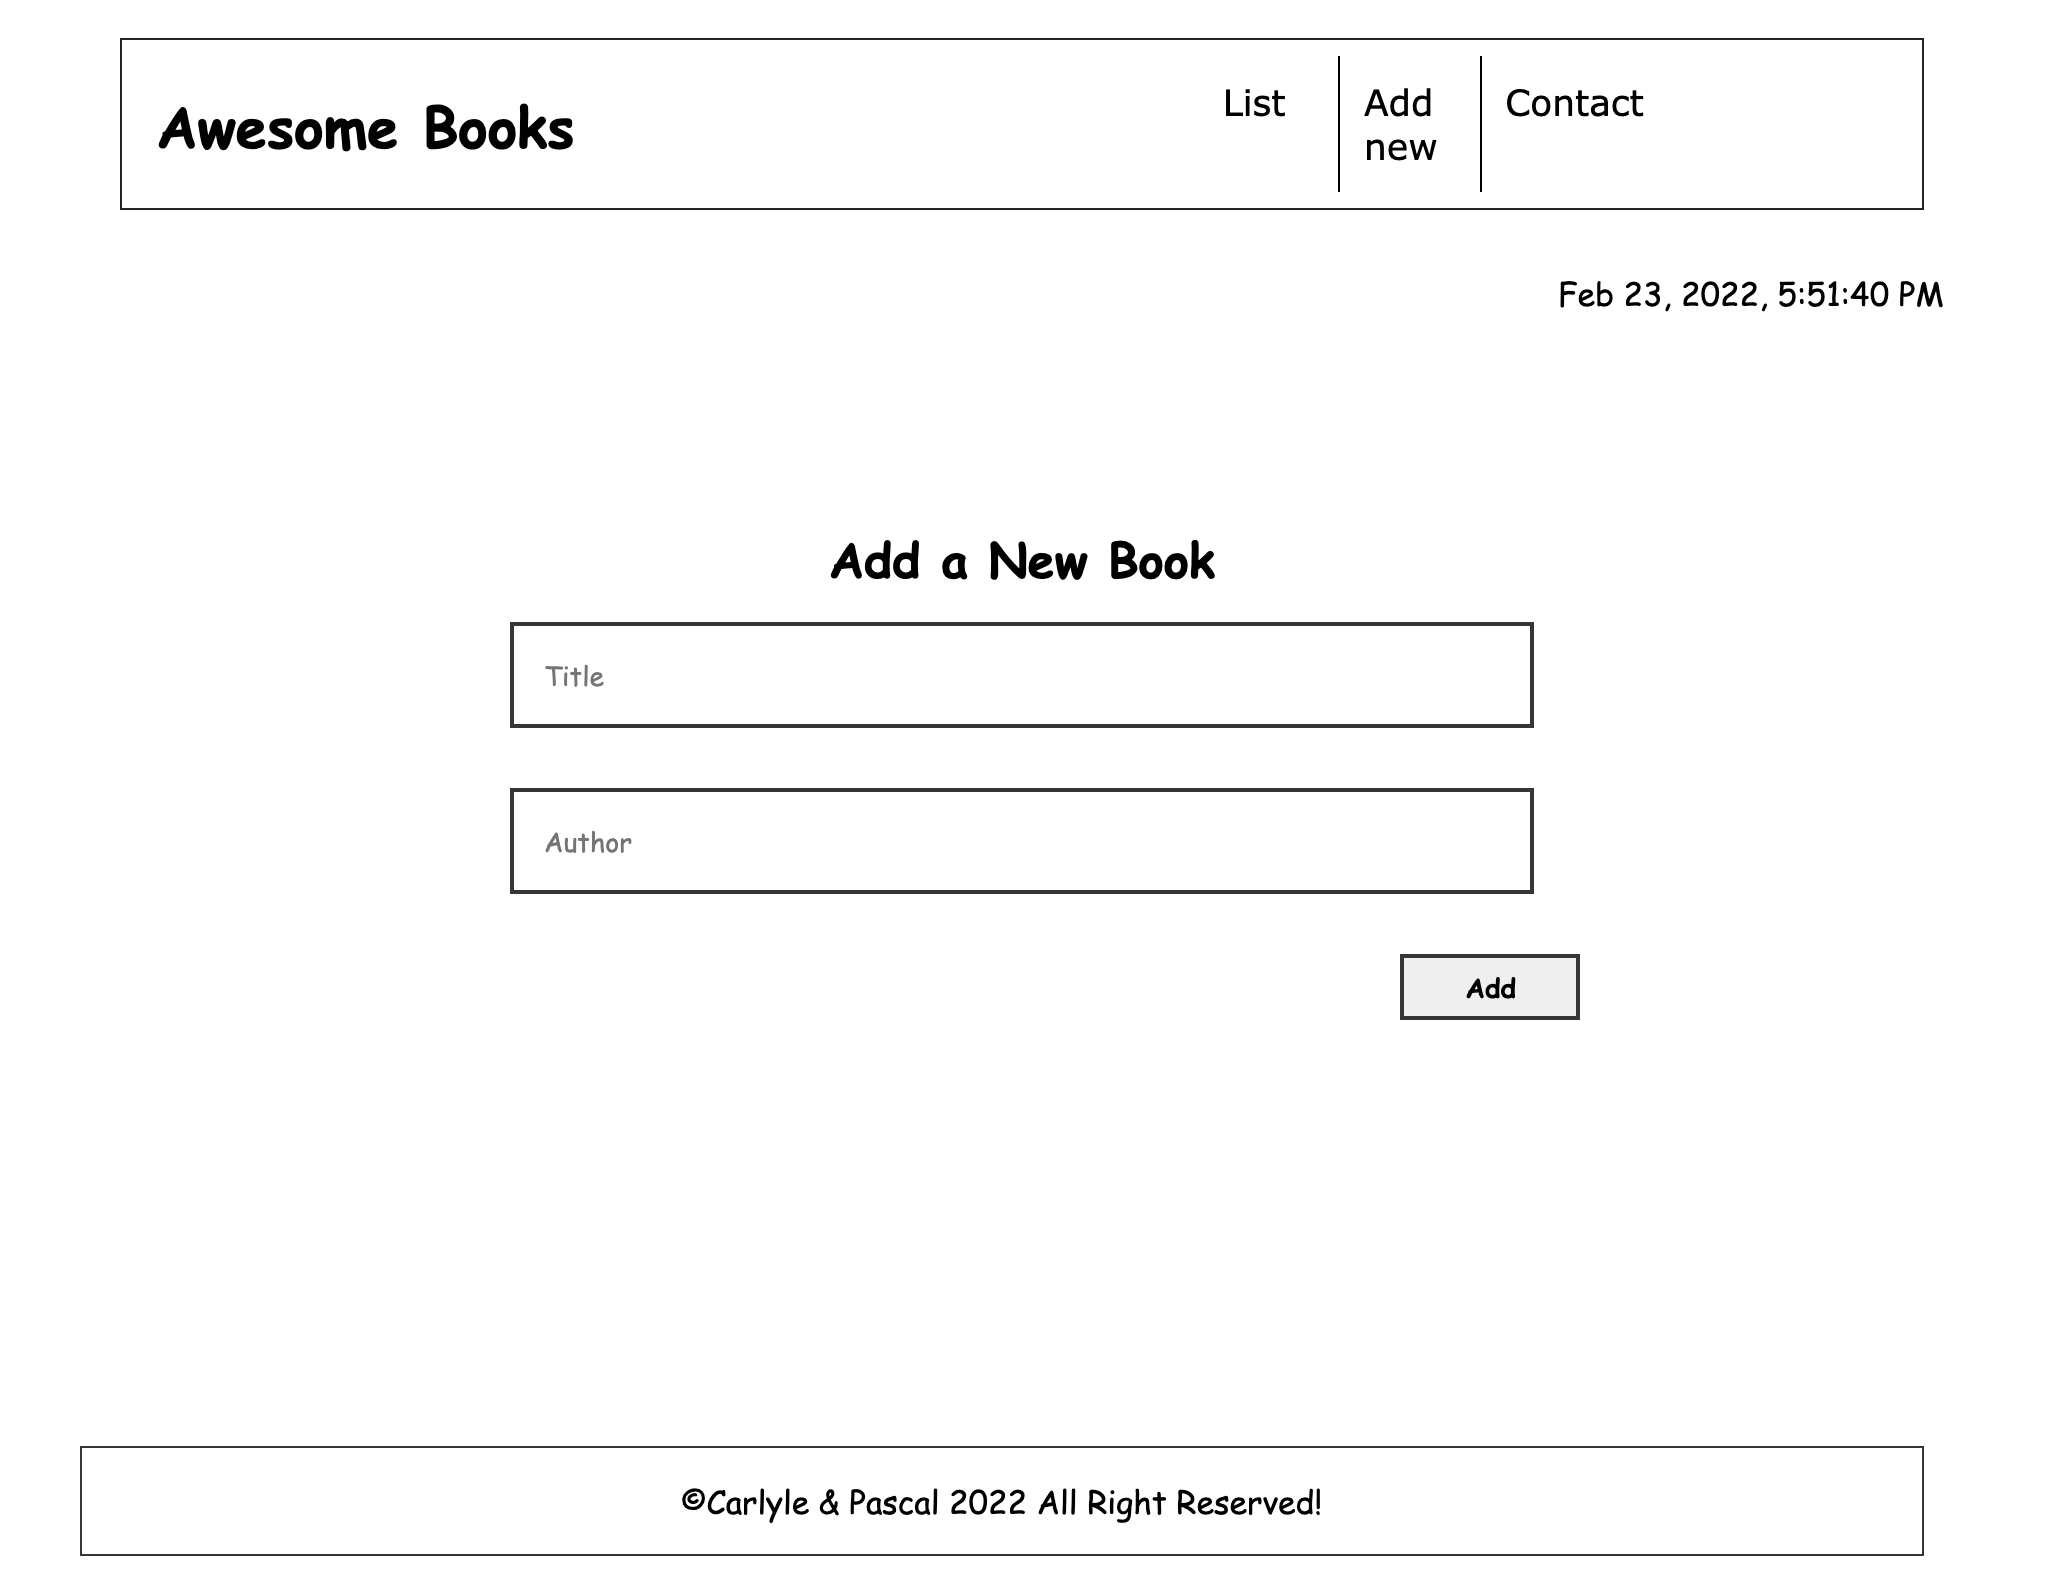 Awesome Books
List
Add
new
Contact
Feb 23, 2022, 5:51:40 PM
Add a New Book
Title
Author
Add
©Carlyle & Pascal 2022 All Right Reserved!